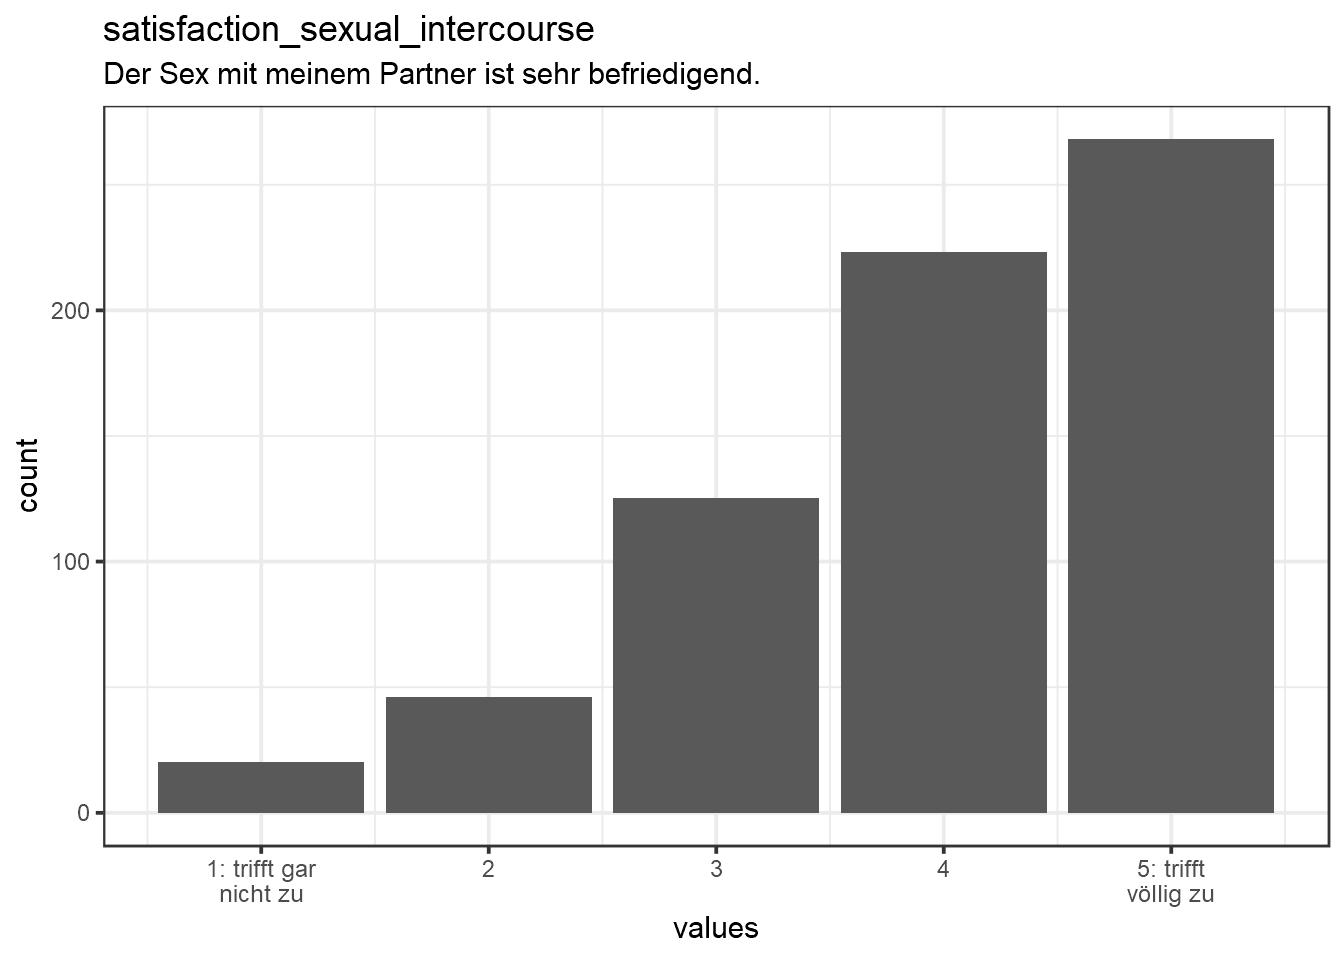 satisfaction_sexual_intercourse
Der Sex mit meinem Partner ist sehr befriedigend.
200
100
0
count
1: trifft gar
nicht zu
2
3
4
5: trifft
völlig zu
values